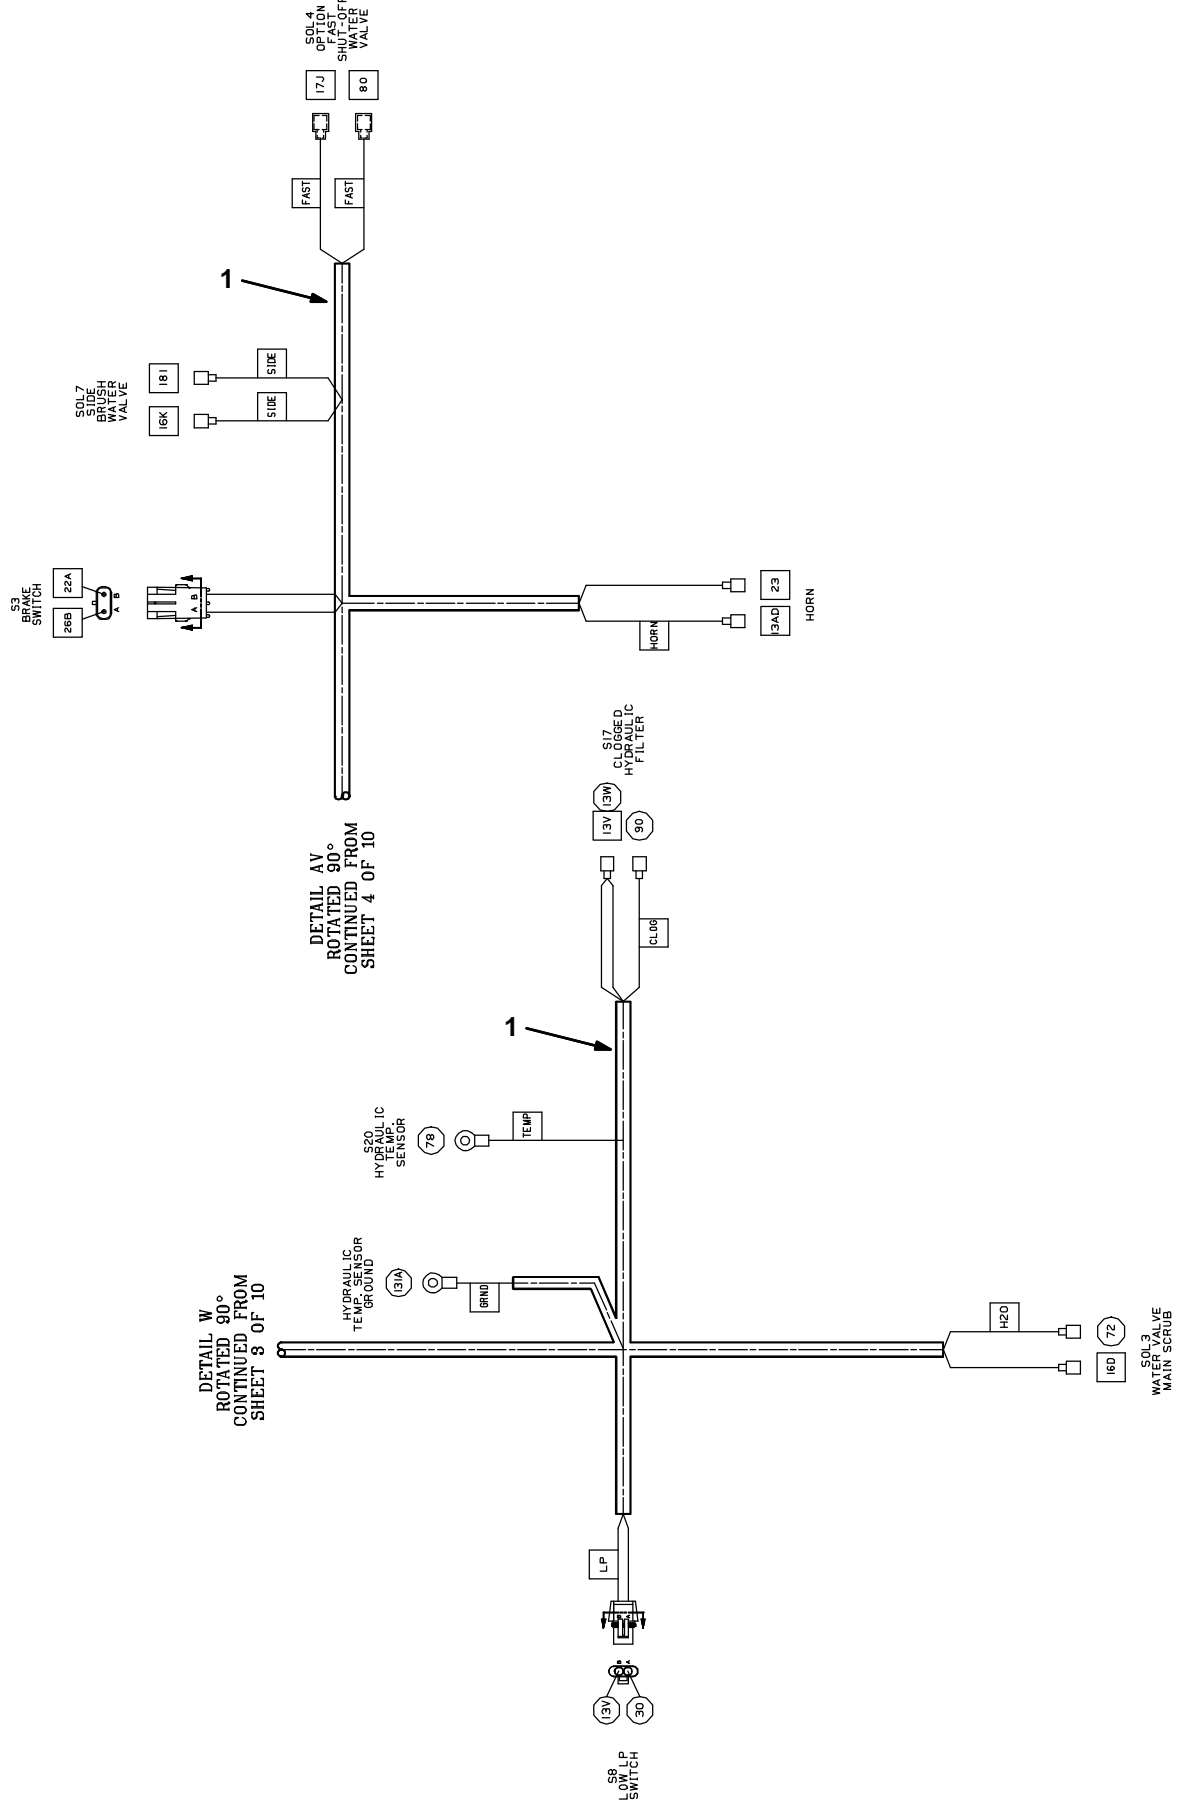 SOL4
OPTION
FAST
SHUT-OFF
WATER
VALVE
17J
80
FAST
FAST
1
SOL7
SIDE
BRUSH
WATER
VALVE
181
16K
SIDE
SIDE
S3
BRAKE
SWITCH
22A
26B
A
B
A
B
23
13AD
HORN
HORN
DETAIL AV
ROTATED 90°
CONTINUED FROM
SHEET 4 OF 10
S17
CLOGGED
HYDRAULIC
FILTER
13W
13V
90
CLOG
1
S20
HYDRAULIC
TEMP.
SENSOR
78
TEMP
HYDRAULIC
TEMP. SENSOR
GROUND
131A
GRND
DETAIL W
ROTATED 90°
CONTINUED FROM
SHEET 3 OF 10
H2O
72
16D
SOL3
WATER VALVE
MAIN SCRUB
LP
B
A
B
A
13V
30
S8
LOW LP
SWITCH